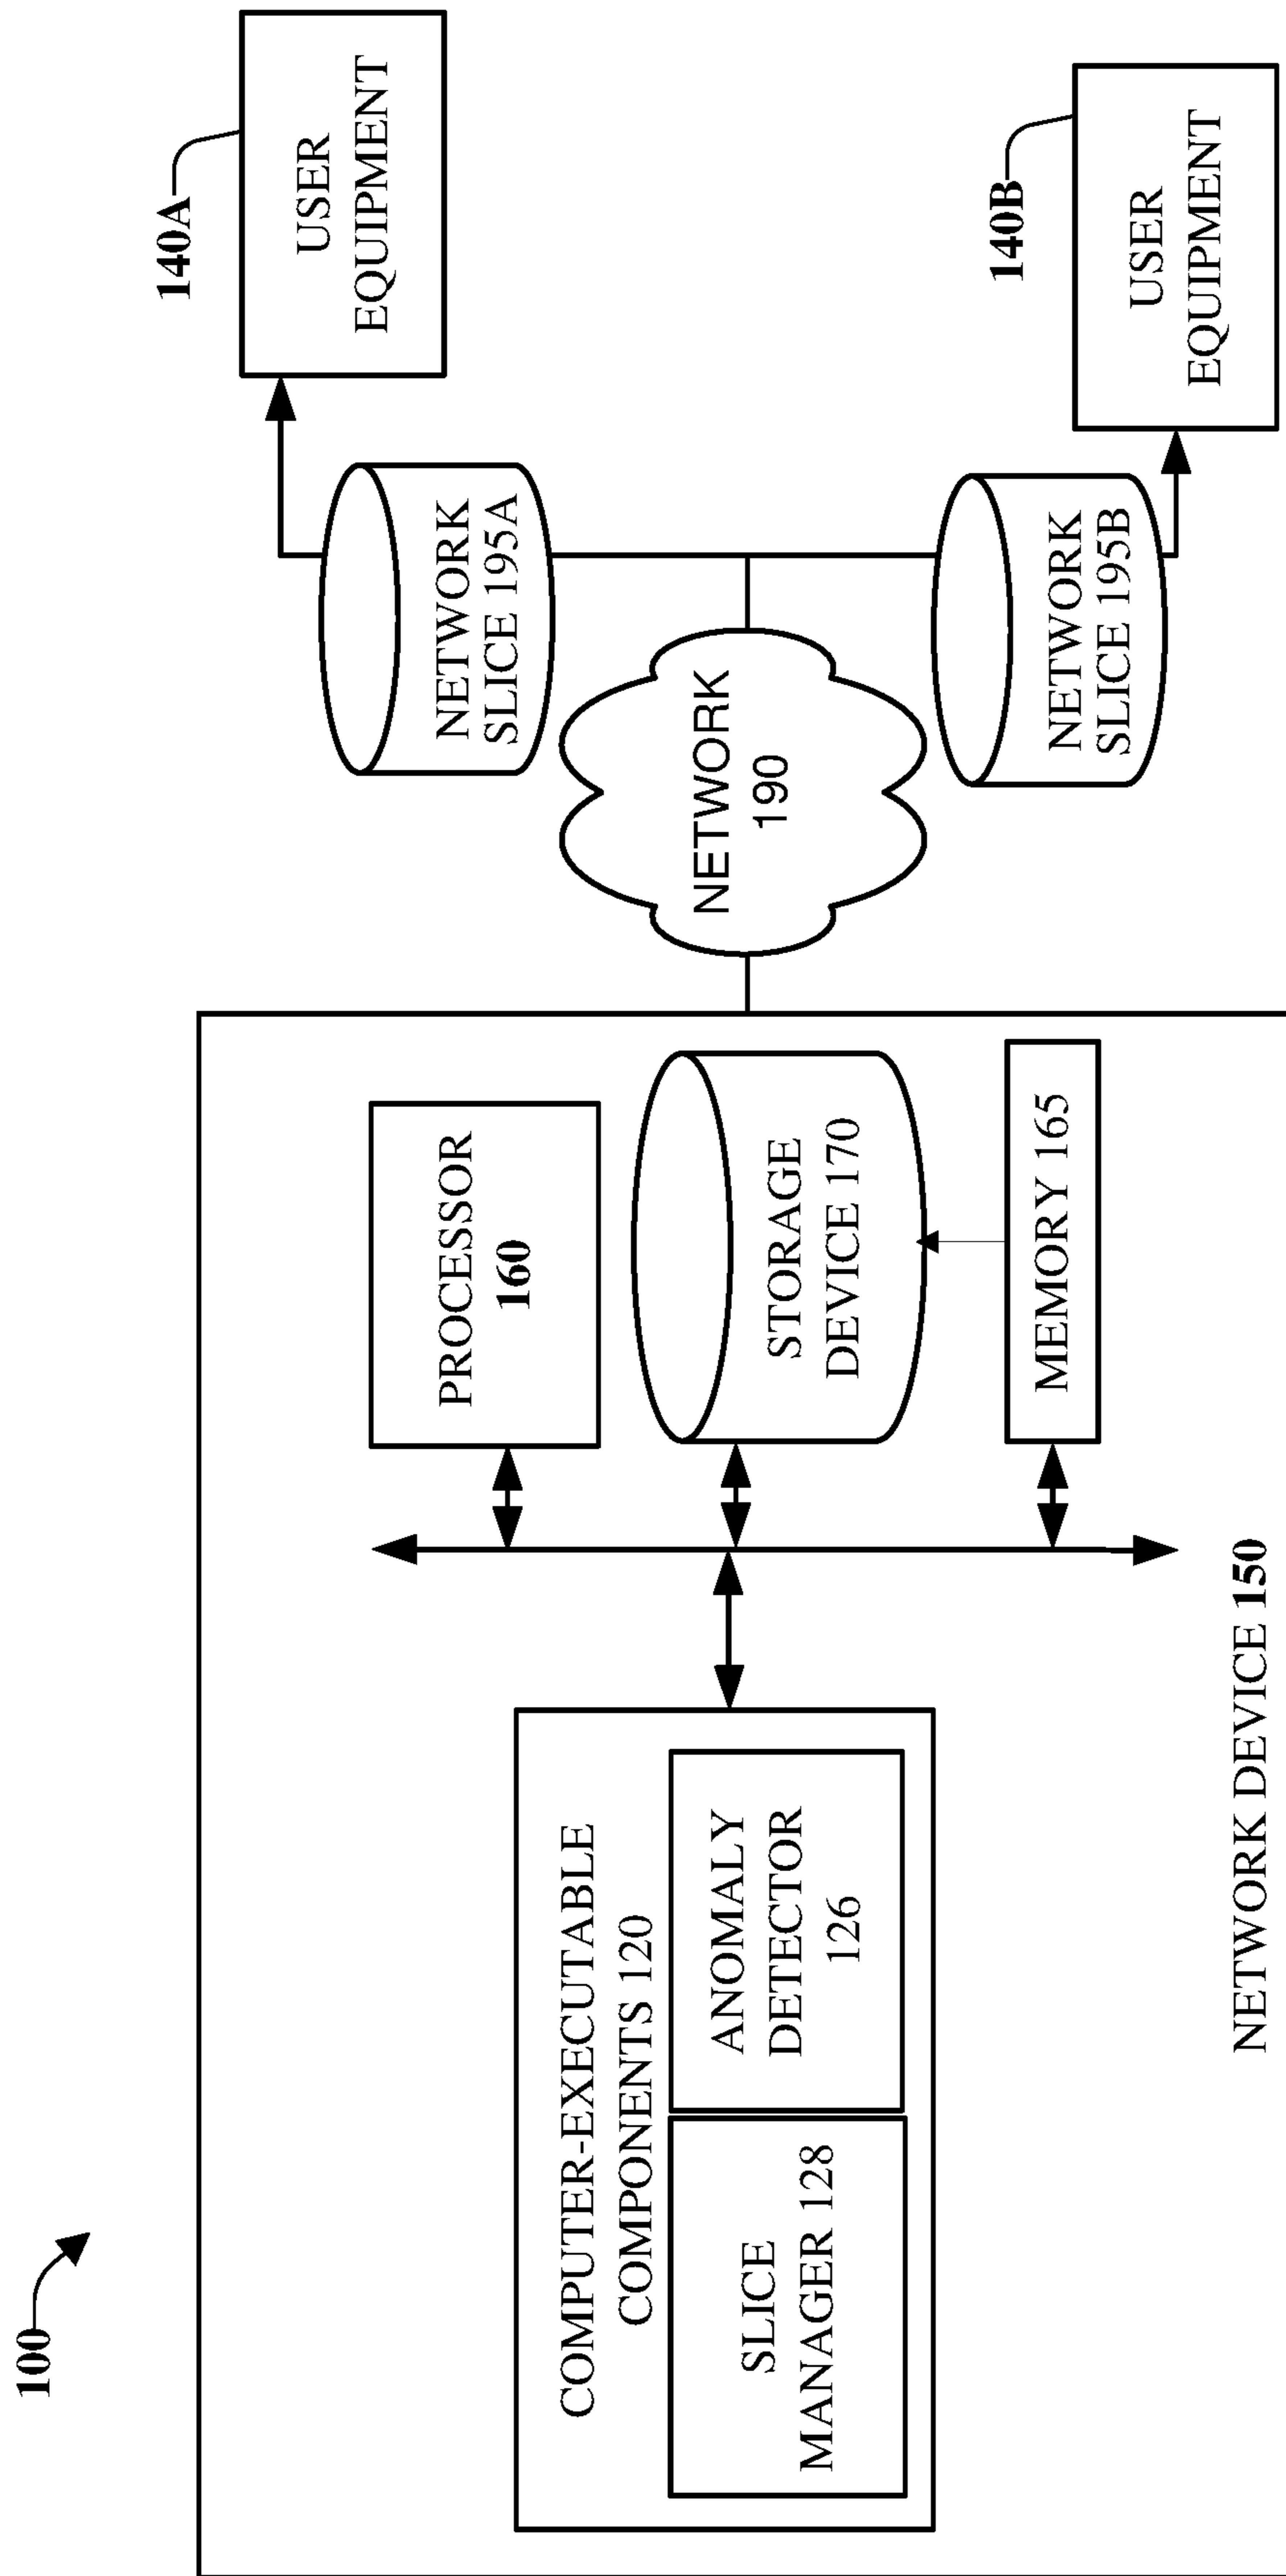 100
COMPUTER-EXECUTABLE
COMPONENTS 120
SLICE
MANAGER 128
ANOMALY
DETECTOR
126
PROCESSOR
160
STORAGE
DEVICE 170
MEMORY 165
NETWORK DEVICE 150
NETWORK
190
NETWORK
SLICE 195A
NETWORK
SLICE 195B
140A
USER
EQUIPMENT
140B
USER
EQUIPMENT